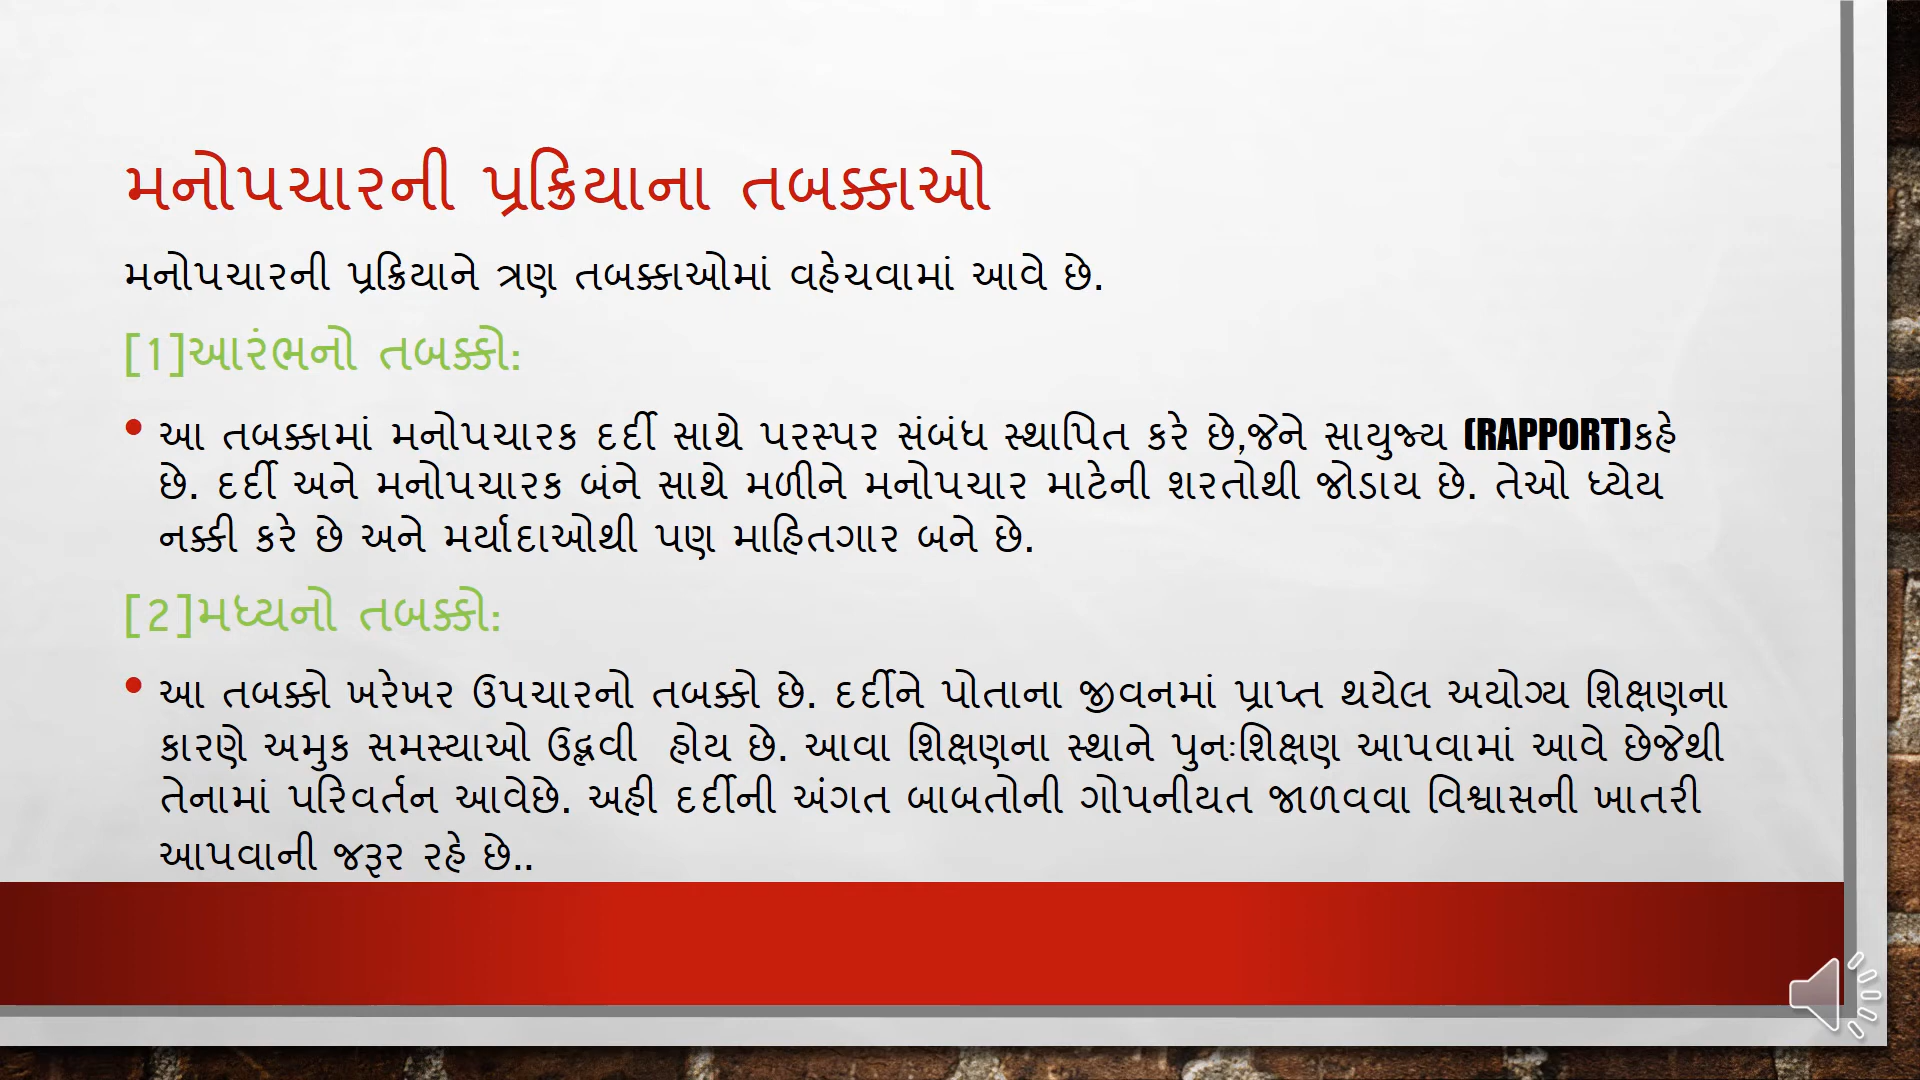 મનોપચારની પ્રક્રિયાના તબક્કાઓ
મનોપચારની પ્રક્રિયાને ત્રણ તબક્કાઓમાં વહેચવામાં આવે છે.
[1]આરંભનો તબક્કો:
• આ તબક્કામાં મનોપચારક દર્દી સાથે પરસ્પર સંબંધ સ્થાપિત કરે છે,જેને સાયુજ્ય (RAPPORT)કહે
છે. દર્દી અને મનોપચારક બંને સાથે મળીને મનોપચાર માટેની શરતોથી જોડાય છે. તેઓ ધ્યેય
નક્કી કરે છે અને મર્યાદાઓથી પણ માહિતગાર બને છે.
[2]મધ્યનો તબક્કો:
• આ તબક્કો ખરેખર ઉપચારનો તબક્કો છે. દર્દીને પોતાના જીવનમાં પ્રાપ્ત થયેલ અયોગ્ય શિક્ષણના
કારણે અમુક સમસ્યાઓ ઉદ્ભવી હોય છે. આવા શિક્ષણના સ્થાને પુનઃશિક્ષણ આપવામાં આવે છેજેથી
તેનામાં પરિવર્તન આવેછે. અહી દર્દીની અંગત બાબતોની ગોપનીયત જાળવવા વિશ્વાસની ખાતરી
આપવાની જરૂર રહે છે..